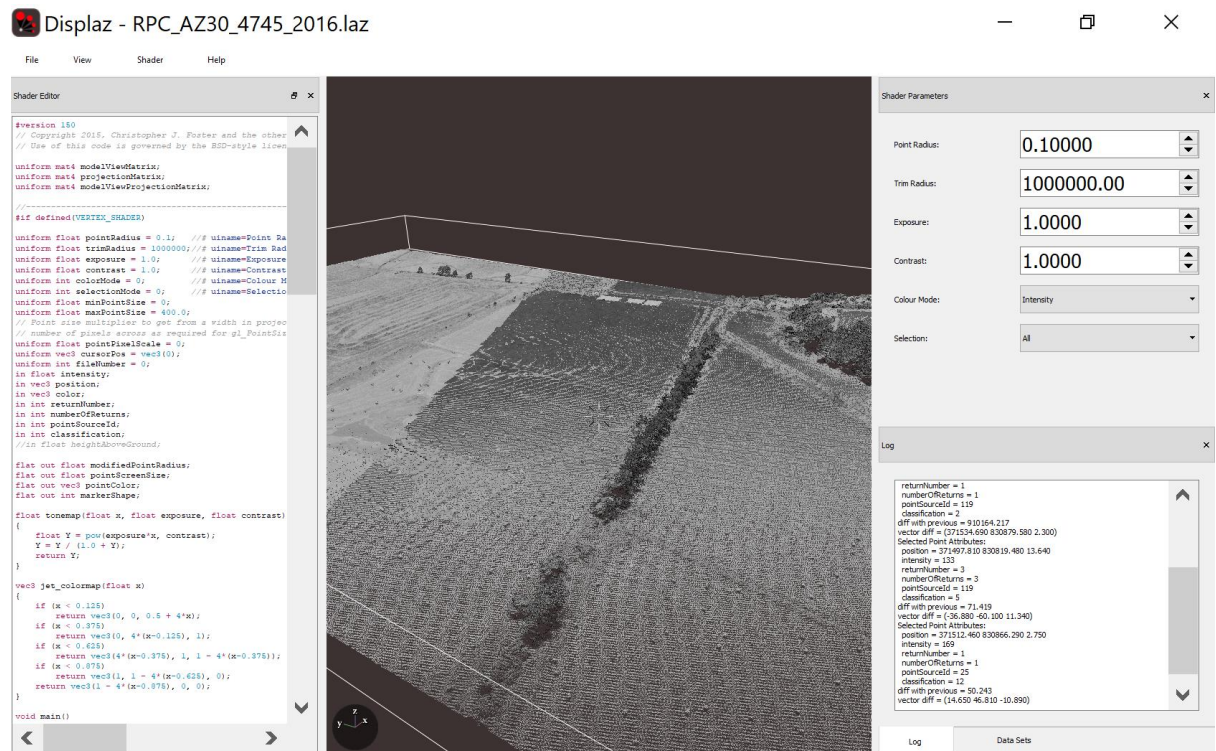 Displaz - RPC_AZ30_4745_2016.laz
File View Shader Help
Shader Editor
#version 150
// Copyright 2015, Christopher J. Foster and the other
// Use of this code is governed by the BSD-style licen
uniform mat4 modelViewMatrix;
uniform mat4 projectionMatrix;
uniform mat4 modelViewProjectionMatrix;
//------------------------------------------------
#if defined(VERTEX_SHADER)
uniform float pointRadius = 0.1; //# uiname=Point Ra
uniform float trimRadius = 1000000;//# uiname=Trim Rad
uniform float exposure = 1.0; //# uiname=Exposure
uniform float contrast = 1.0; //# uiname=Contrast
uniform int colorMode = 0; //# uiname=Colour M
uniform int selectionMode = 0; //# uiname=Selectio
uniform float minPointSize = 0;
uniform float maxPointSize = 400.0;
// Point size multiplier to get from a width in projec
// number of pixels across as required for gl_PointSiz
uniform float pointPixelScale = 0;
uniform vec3 cursorPos = vec3(0);
uniform int fileNumber = 0;
in float intensity;
in vec3 position;
in vec3 color;
in int returnNumber;
in int numberOfReturns;
in int pointSourceId;
in int classification;
//in float heightAboveGround;
flat out float modifiedPointRadius;
flat out float pointScreenSize;
flat out vec3 pointColor;
flat out int markerShape;
float tonemap(float x, float exposure, float contrast)
{
float Y = pow(exposure*x, contrast);
Y = Y / (1.0 + Y);
return Y;
}
vec3 jet_colormap(float x)
{
if (x < 0.125)
return vec3(0, 0, 0.5 + 4*x);
if (x < 0.375)
return vec3(0, 4*(x-0.125), 1);
if (x < 0.625)
return vec3(4*(x-0.375), 1, 1 - 4*(x-0.375));
if (x < 0.875)
return vec3(1, 1 - 4*(x-0.625), 0);
return vec3(1 - 4*(x-0.875), 0, 0);
}
void main()
z
y x
Shader Parameters
Point Radius: 0.10000
Trim Radius: 1000000.00
Exposure: 1.0000
Contrast: 1.0000
Colour Mode: Intensity
Selection: All
Log
returnNumber = 1
numberOfReturns = 1
pointSourceId = 119
classification = 2
diff with previous = 910164.217
vector diff = (371534.690 830879.580 2.300)
Selected Point Attributes:
position = 371497.810 830819.480 13.640
intensity = 133
returnNumber = 3
numberOfReturns = 3
pointSourceId = 119
classification = 5
diff with previous = 71.419
vector diff = (-36.880 -60.100 11.340)
Selected Point Attributes:
position = 371512.460 830866.290 2.750
intensity = 169
returnNumber = 1
numberOfReturns = 1
pointSourceId = 25
classification = 12
diff with previous = 50.243
vector diff = (14.650 46.810 -10.890)
Log Data Sets